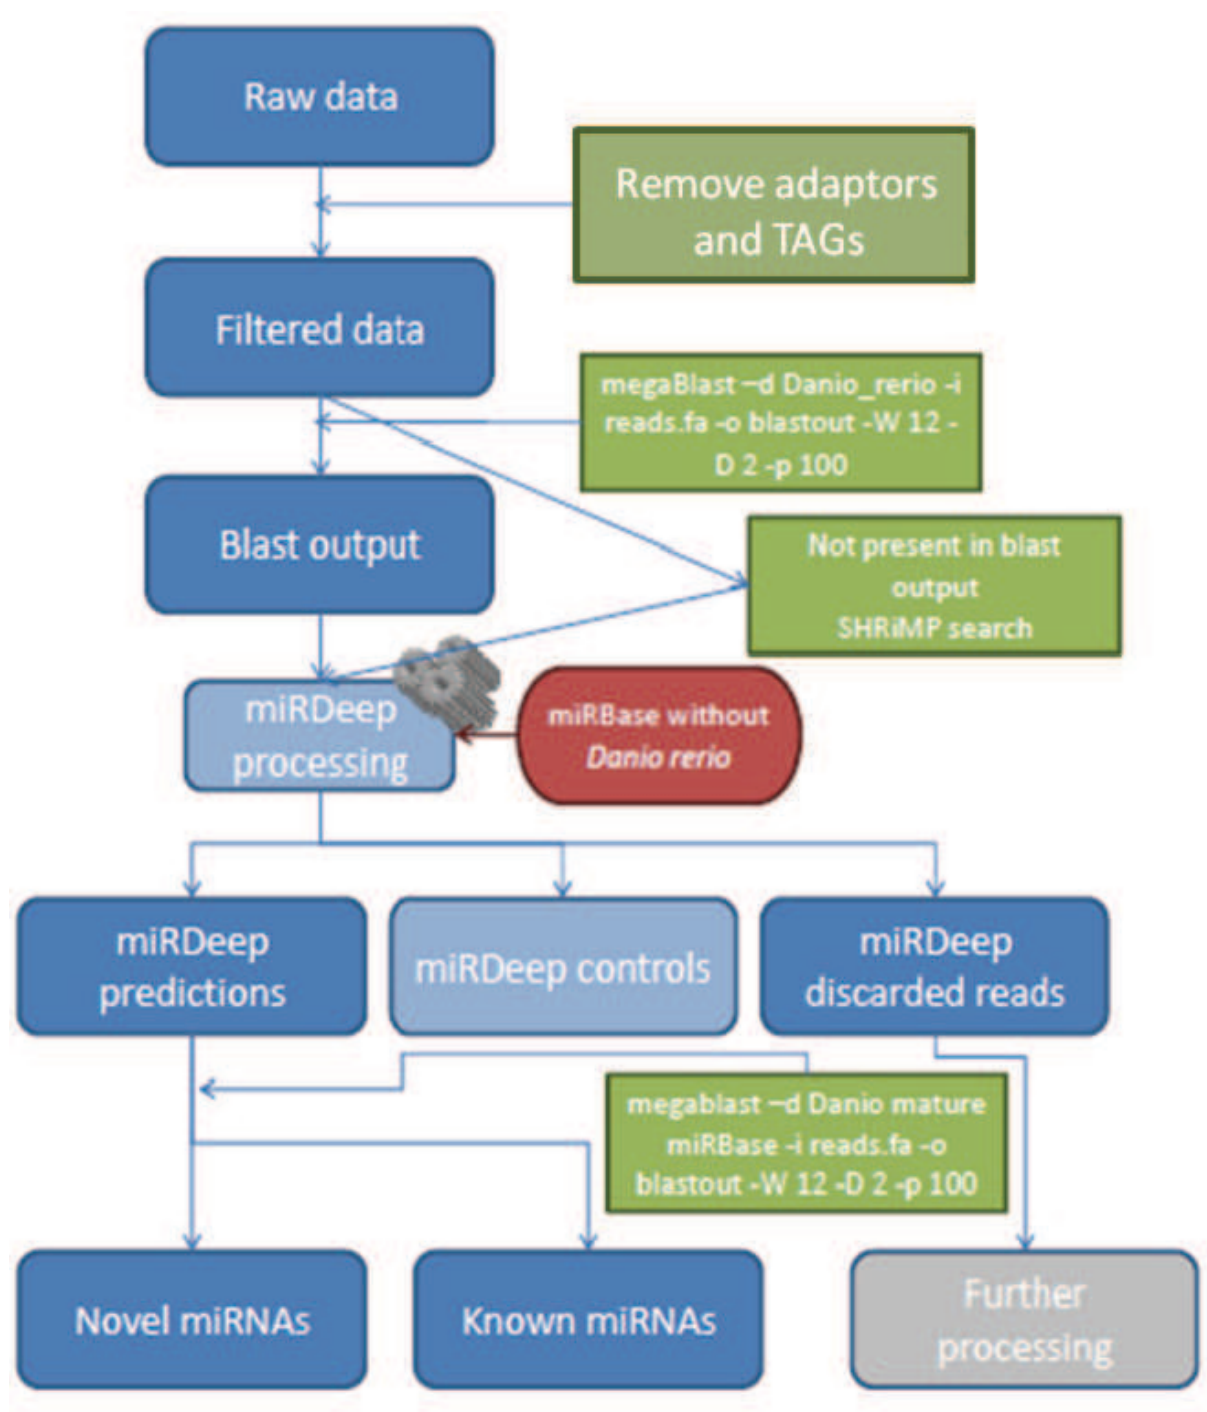 Raw data
Remove adaptors
and TAGs
Filtered data
megaBlast –d Danio_rerio -i
reads.fa -o blastout -W 12 -
D 2 -p 100
Blast output
Not present in blast
output
SHRiMP search
miRDeep
processing
miRBase without
Danio rerio
miRDeep
predictions
miRDeep controls
miRDeep
discarded reads
megablast –d Danio mature
miRBase -i reads.fa -o
blastout -W 12 -D 2 -p 100
Novel miRNAs
Known miRNAs
Further
processing